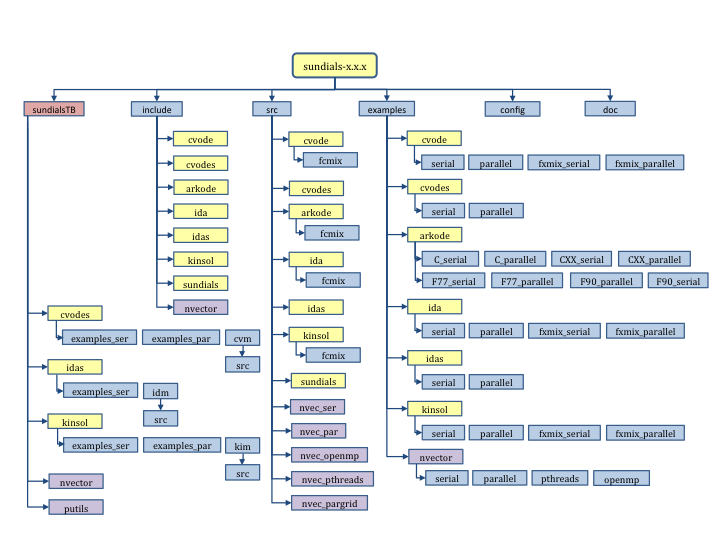 sundials-x.x.x
sundialsTB include src examples config doc
cvodes
examples_ser examples_par cvm
src
idas
examples_ser idm
src
kinsol
examples_ser examples_par kim
src
nvector
putils
cvode
cvodes
arkode
ida
idas
kinsol
sundials
nvector
cvode
fcmix
cvodes
arkode
fcmix
ida
fcmix
idas
kinsol
fcmix
sundials
nvec_ser
nvec_par
nvec_openmp
nvec_pthreads
nvec_pargrid
cvode
serial parallel fxmix_serial fxmix_parallel
cvodes
serial parallel
arkode
C_serial C_parallel CXX_serial CXX_parallel
F77_serial F77_parallel F90_parallel F90_serial
ida
serial parallel fxmix_serial fxmix_parallel
idas
serial parallel
kinsol
serial parallel fxmix_serial fxmix_parallel
nvector
serial parallel pthreads openmp